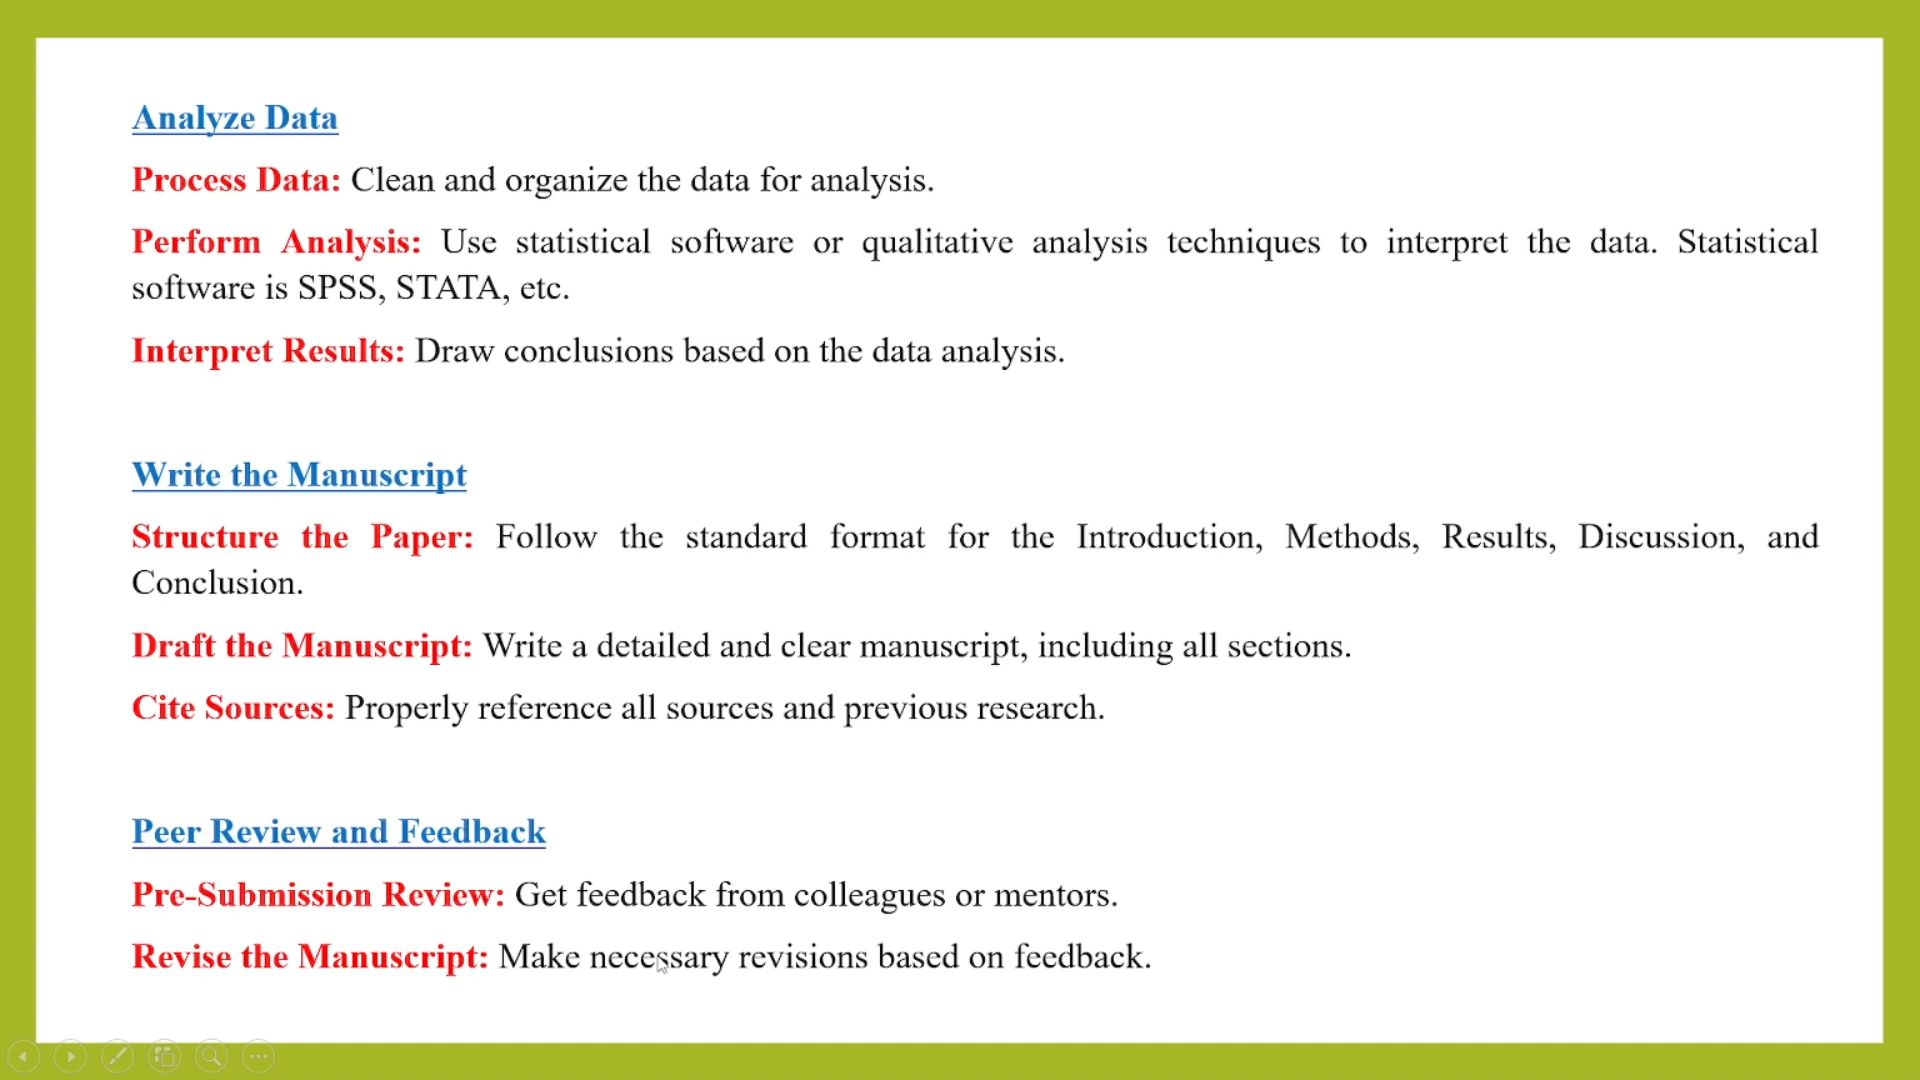 Analyze Data
Process Data: Clean and organize the data for analysis.
Perform Analysis: Use statistical software or qualitative analysis techniques to interpret the data. Statistical
software is SPSS, STATA, etc.
Interpret Results: Draw conclusions based on the data analysis.
Write the Manuscript
Structure the Paper: Follow the standard format for the Introduction, Methods, Results, Discussion, and
Conclusion.
Draft the Manuscript: Write a detailed and clear manuscript, including all sections.
Cite Sources: Properly reference all sources and previous research.
Peer Review and Feedback
Pre-Submission Review: Get feedback from colleagues or mentors.
Revise the Manuscript: Make necessary revisions based on feedback.